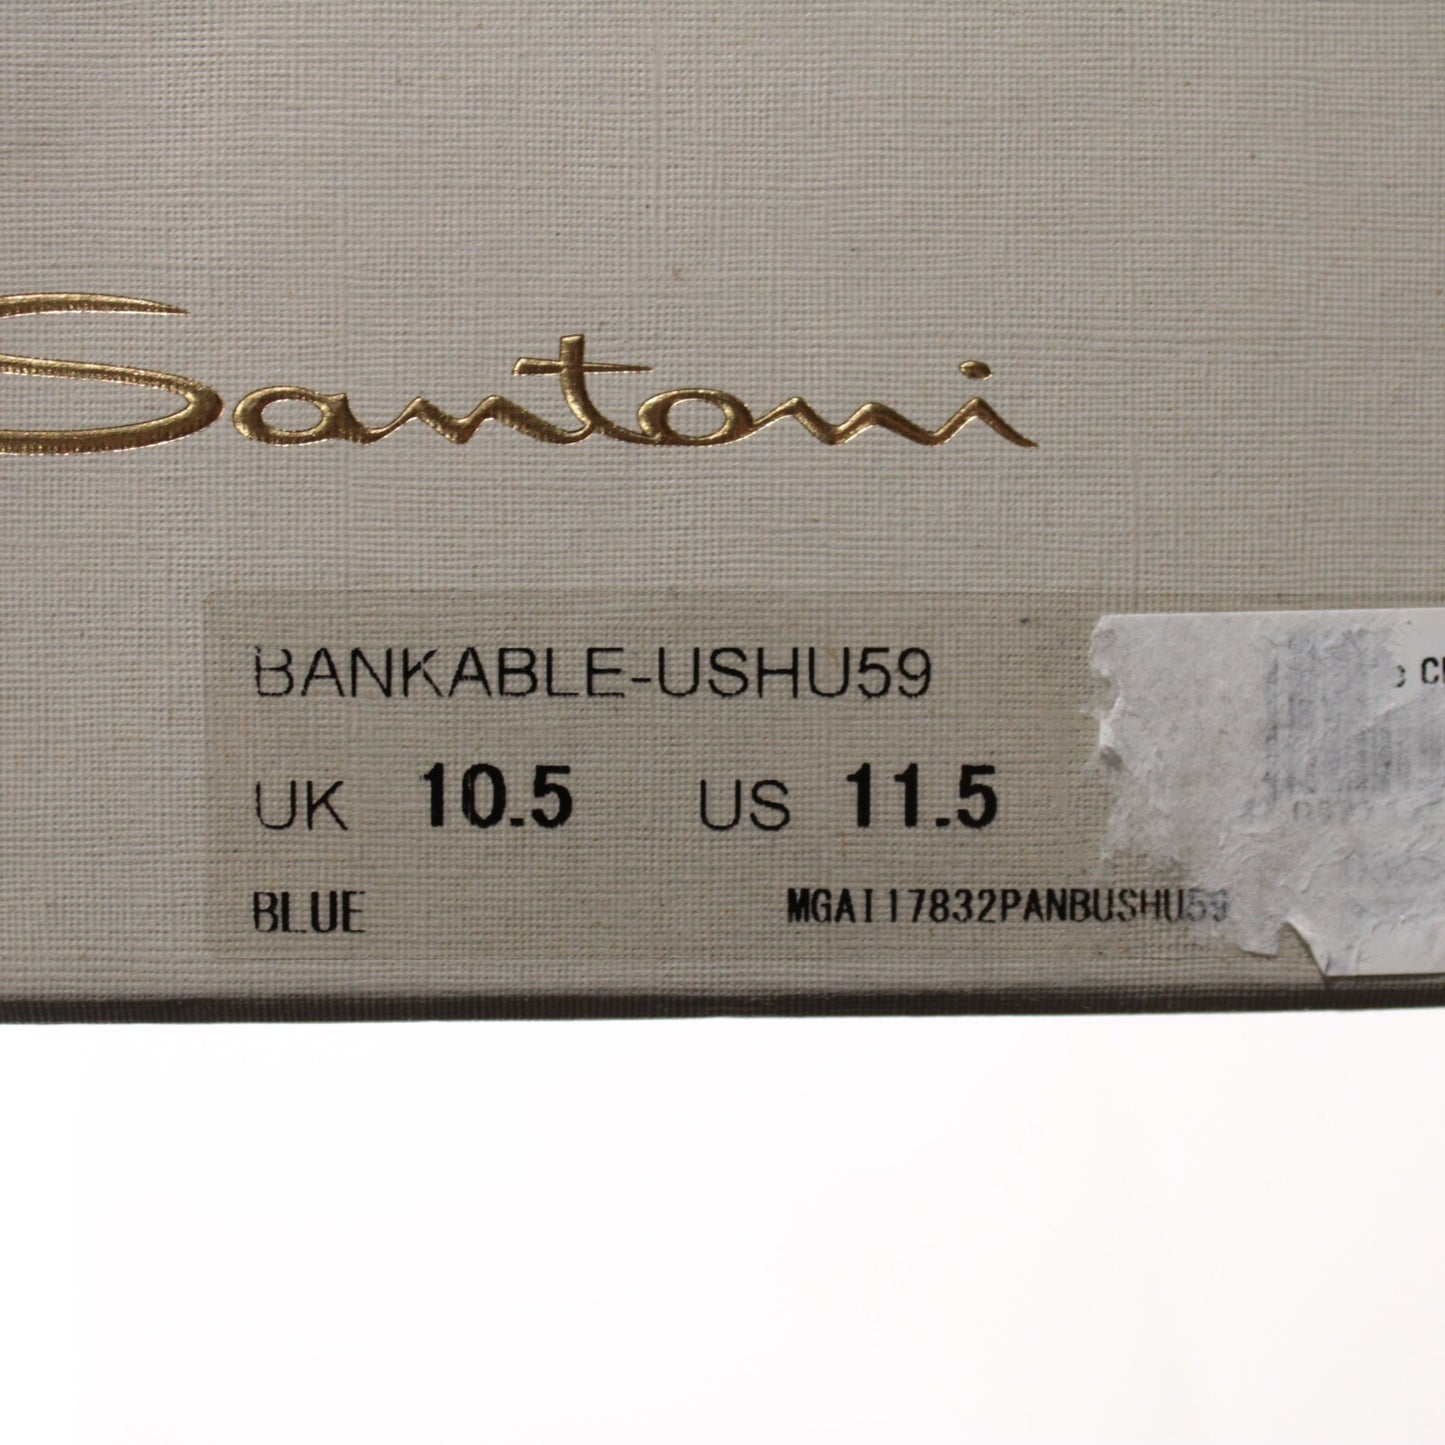 Santoni
BANKABLE-USHU59
UK 10.5 US 11.5
BLUE MGAI17832PANBUSHU59